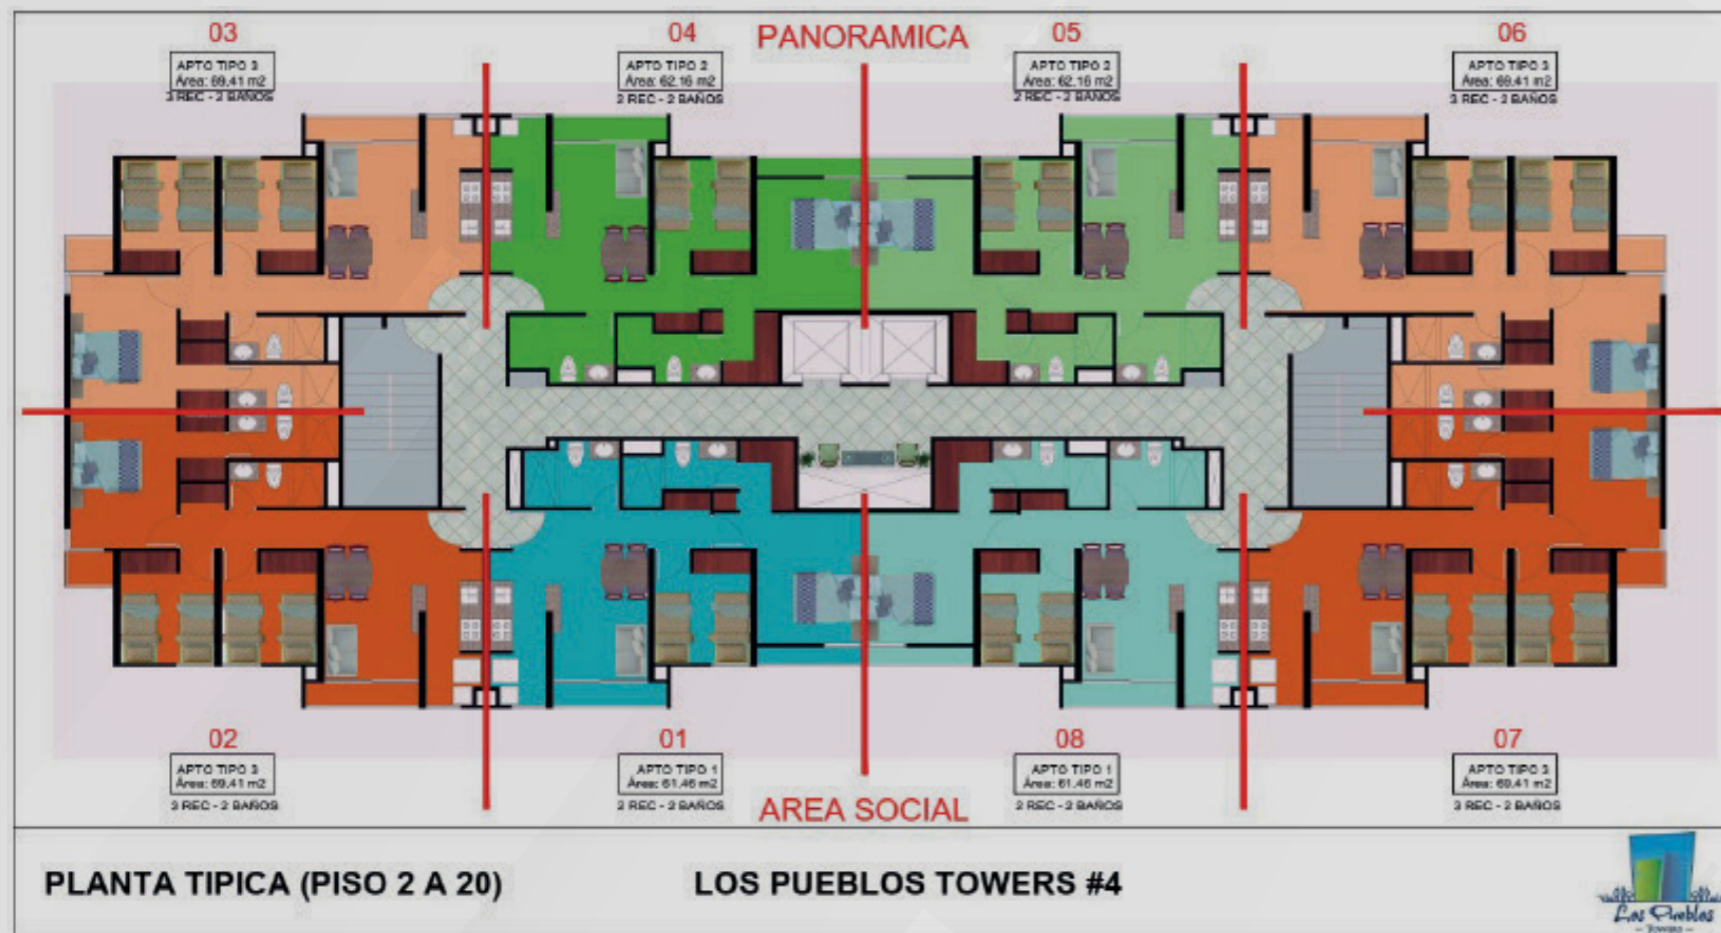 03
APTO TIPO 3
Área: 69.41 m2
3 REC - 2 BAÑOS
04
APTO TIPO 2
Área: 62.16 m2
2 REC - 2 BAÑOS
PANORAMICA
05
APTO TIPO 2
Área: 62.16 m2
2 REC - 2 BAÑOS
06
APTO TIPO 3
Área: 69.41 m2
3 REC - 2 BAÑOS
02
APTO TIPO 3
Área: 69.41 m2
3 REC - 2 BAÑOS
01
APTO TIPO 1
Área: 61.46 m2
2 REC - 2 BAÑOS
AREA SOCIAL
08
APTO TIPO 1
Área: 61.46 m2
2 REC - 2 BAÑOS
07
APTO TIPO 3
Área: 69.41 m2
3 REC - 2 BAÑOS
PLANTA TIPICA (PISO 2 A 20)
LOS PUEBLOS TOWERS #4
Los Pueblos
- TOWERS -